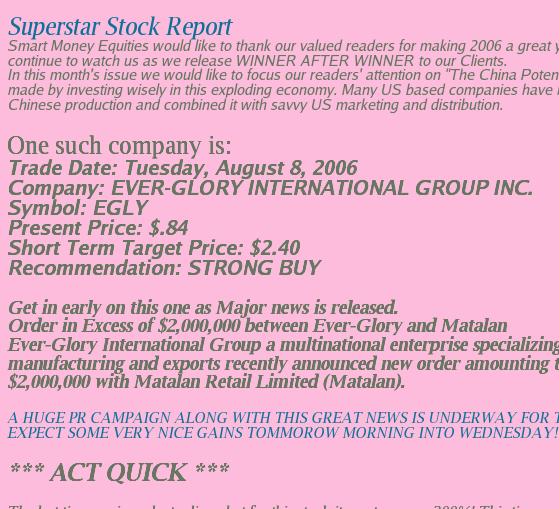 Superstar Stock Report
Smart Money Equities would like to thank our valued readers for making 2006 a great
continue to watch us as we release WINNER AFTER WINNER to our Clients.
In this month's issue we would like to focus our readers' attention on "The China
made by investing wisely in this exploding economy. Many US based companies have
Chinese production and combined it with savvy US marketing and distribution.
One such company is:
Trade Date: Tuesday, August 8, 2006
Company: EVER-GLORY INTERNATIONAL GROUP INC.
Symbol: EGLY
Present Price: $.84
Short Term Target Price: $2.40
Recommendation: STRONG BUY
Get in early on this one as Major news is released.
Order in Excess of $2,000,000 between Ever-Glory and Matalan
Ever-Glory International Group a multinational enterprise specializing
manufacturing and exports recently announced new order amounting
$2,000,000 with Matalan Retail Limited (Matalan).
A HUGE PR CAMPAIGN ALONG WITH THIS GREAT NEWS IS UNDERWAY FOR
EXPECT SOME VERY NICE GAINS TOMMOROW MORNING INTO WEDNESDAY!
*** ACT QUICK ***